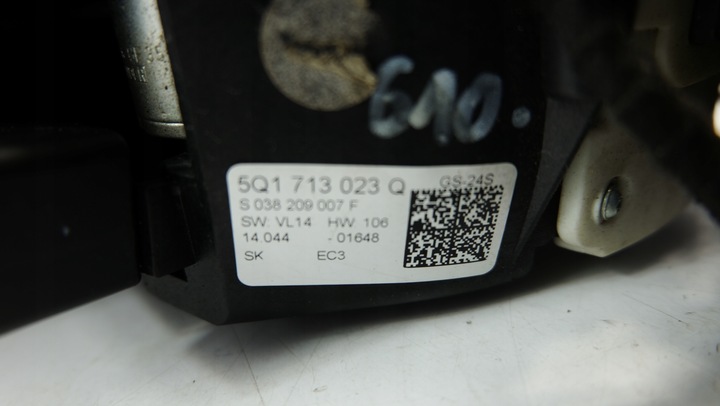 610.
5Q1 713 023 Q GS-24S
S 038 209 007 F
SW: VL14 HW: 106
14.044 - 01648
SK EC3